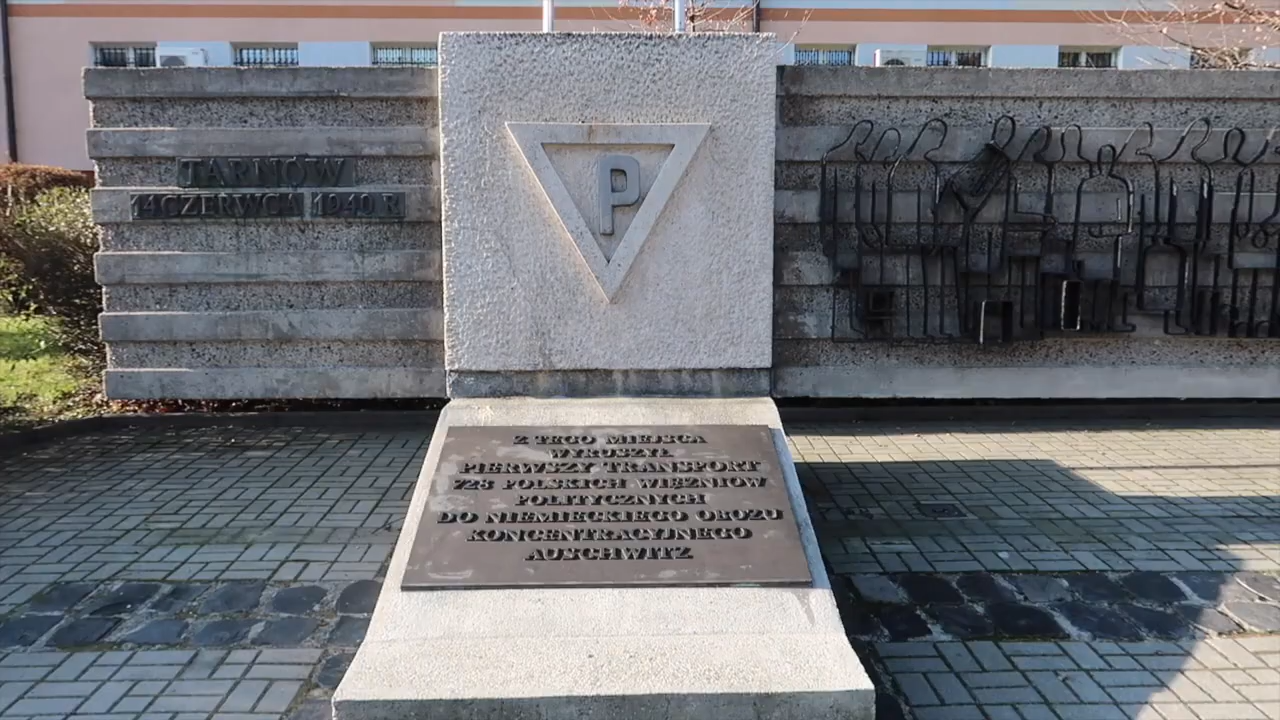 TARNÓW
14 CZERWCA 1940 R
P
Z TEGO MIEJSCA
WYRUSZYŁ
PIERWSZY TRANSPORT
728 POLSKICH WIĘŹNIÓW
POLITYCZNYCH
DO NIEMIECKIEGO OBOZU
KONCENTRACYJNEGO
AUSCHWITZ